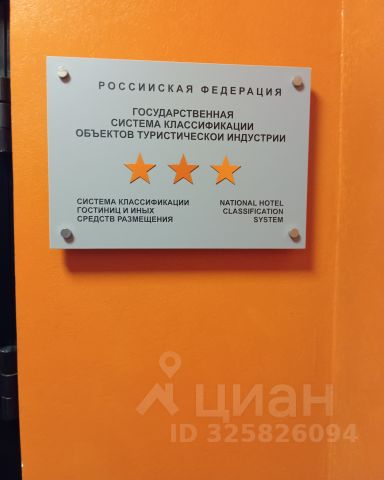 РОССИЙСКАЯ ФЕДЕРАЦИЯ
ГОСУДАРСТВЕННАЯ
СИСТЕМА КЛАССИФИКАЦИИ
ОБЪЕКТОВ ТУРИСТИЧЕСКОЙ ИНДУСТРИИ
СИСТЕМА КЛАССИФИКАЦИИ
ГОСТИНИЦ И ИНЫХ
СРЕДСТВ РАЗМЕЩЕНИЯ
NATIONAL HOTEL
CLASSIFICATION
SYSTEM
циан
ID 325826094